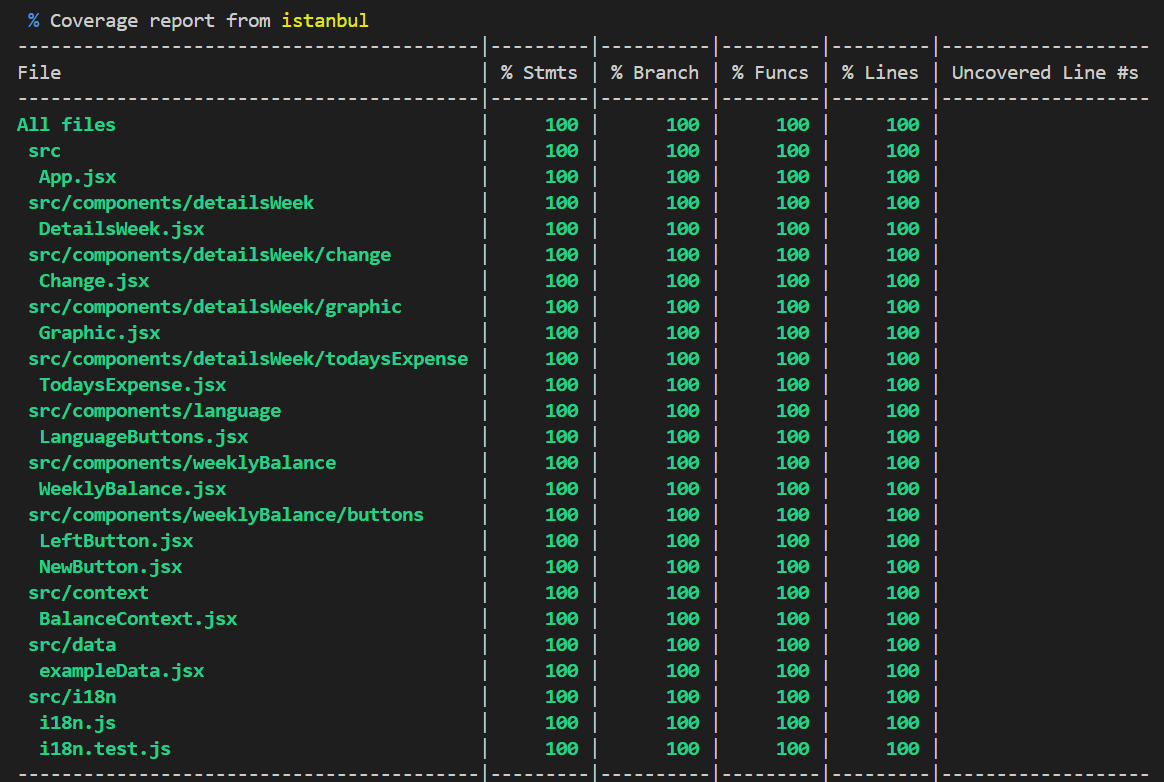 % Coverage report from istanbul
------------------------------------------|---------|----------|---------|---------|-------------------
File                                      | % Stmts | % Branch | % Funcs | % Lines | Uncovered Line #s
------------------------------------------|---------|----------|---------|---------|-------------------
All files                                 |     100 |      100 |     100 |     100 |
 src                                      |     100 |      100 |     100 |     100 |
  App.jsx                                 |     100 |      100 |     100 |     100 |
 src/components/detailsWeek               |     100 |      100 |     100 |     100 |
  DetailsWeek.jsx                         |     100 |      100 |     100 |     100 |
 src/components/detailsWeek/change        |     100 |      100 |     100 |     100 |
  Change.jsx                              |     100 |      100 |     100 |     100 |
 src/components/detailsWeek/graphic       |     100 |      100 |     100 |     100 |
  Graphic.jsx                             |     100 |      100 |     100 |     100 |
 src/components/detailsWeek/todaysExpense |     100 |      100 |     100 |     100 |
  TodaysExpense.jsx                       |     100 |      100 |     100 |     100 |
 src/components/language                  |     100 |      100 |     100 |     100 |
  LanguageButtons.jsx                     |     100 |      100 |     100 |     100 |
 src/components/weeklyBalance             |     100 |      100 |     100 |     100 |
  WeeklyBalance.jsx                       |     100 |      100 |     100 |     100 |
 src/components/weeklyBalance/buttons     |     100 |      100 |     100 |     100 |
  LeftButton.jsx                          |     100 |      100 |     100 |     100 |
  NewButton.jsx                           |     100 |      100 |     100 |     100 |
 src/context                              |     100 |      100 |     100 |     100 |
  BalanceContext.jsx                      |     100 |      100 |     100 |     100 |
 src/data                                 |     100 |      100 |     100 |     100 |
  exampleData.jsx                         |     100 |      100 |     100 |     100 |
 src/i18n                                 |     100 |      100 |     100 |     100 |
  i18n.js                                 |     100 |      100 |     100 |     100 |
  i18n.test.js                            |     100 |      100 |     100 |     100 |
------------------------------------------|---------|----------|---------|---------|-------------------